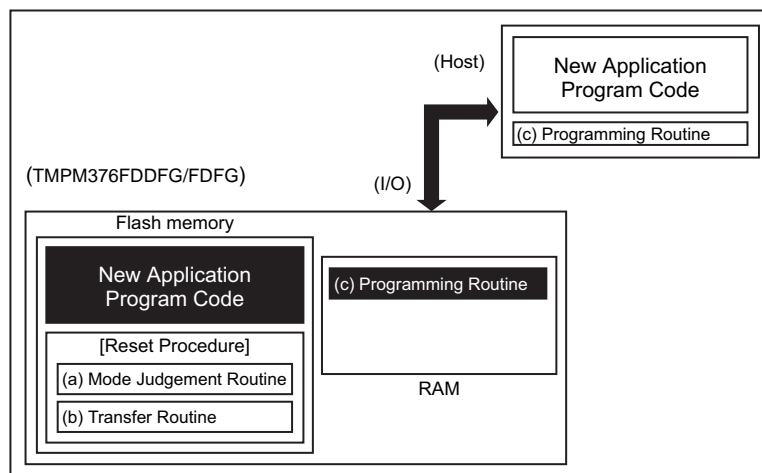 (Host)
New Application
Program Code
(c) Programming Routine
(TMPM376FDDFG/FDFG)
(I/O)
Flash memory
New Application
Program Code
(c) Programming Routine
[Reset Procedure]
(a) Mode Judgement Routine
(b) Transfer Routine
RAM